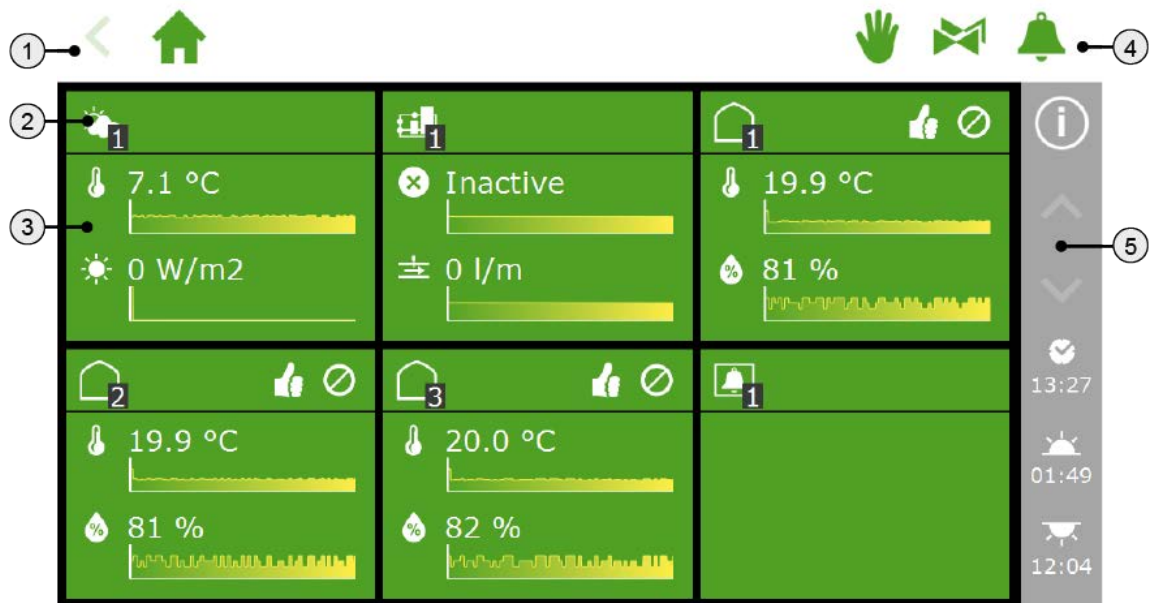 1
4
2
1
1
1
i
7.1 °C
Inactive
19.9 °C
3
5
0 W/m2
0 l/m
% 81 %
2
3
1
13:27
19.9 °C
20.0 °C
01:49
% 81 %
% 82 %
12:04